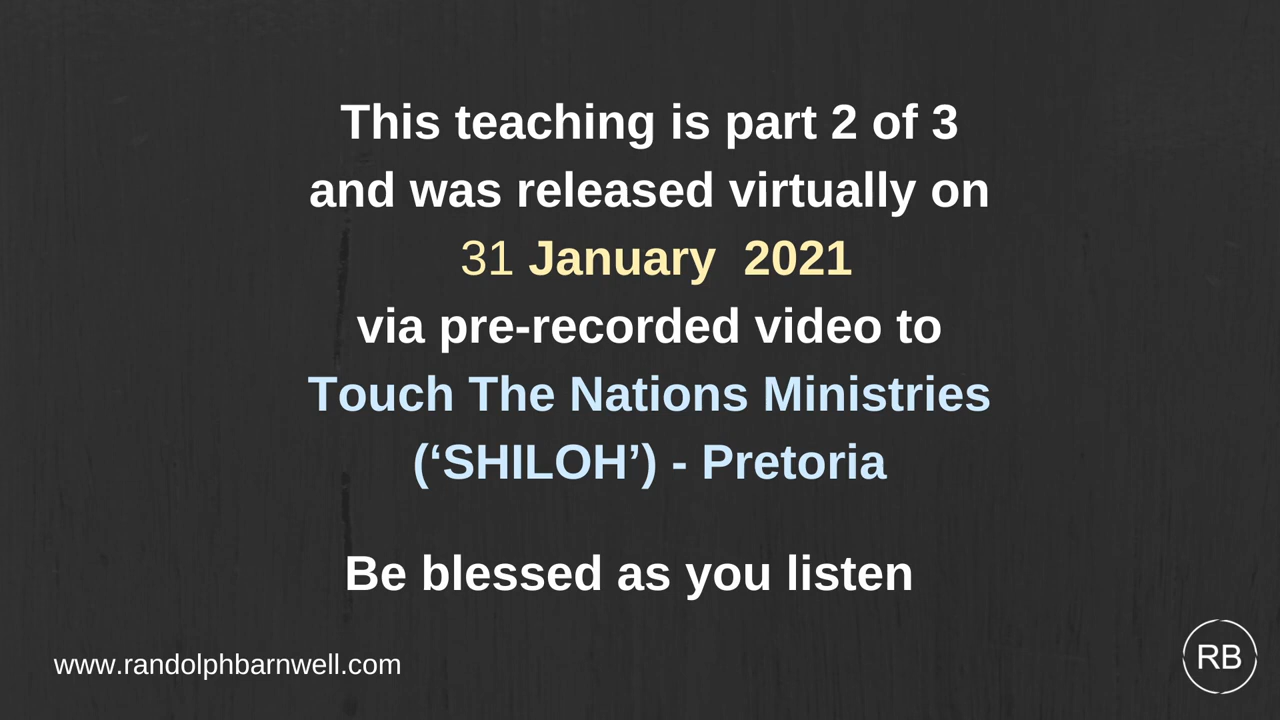 This teaching is part 2 of 3
and was released virtually on
31 January 2021
via pre-recorded video to
Touch The Nations Ministries
(‘SHILOH’) - Pretoria
Be blessed as you listen
www.randolphbarnwell.com
RB